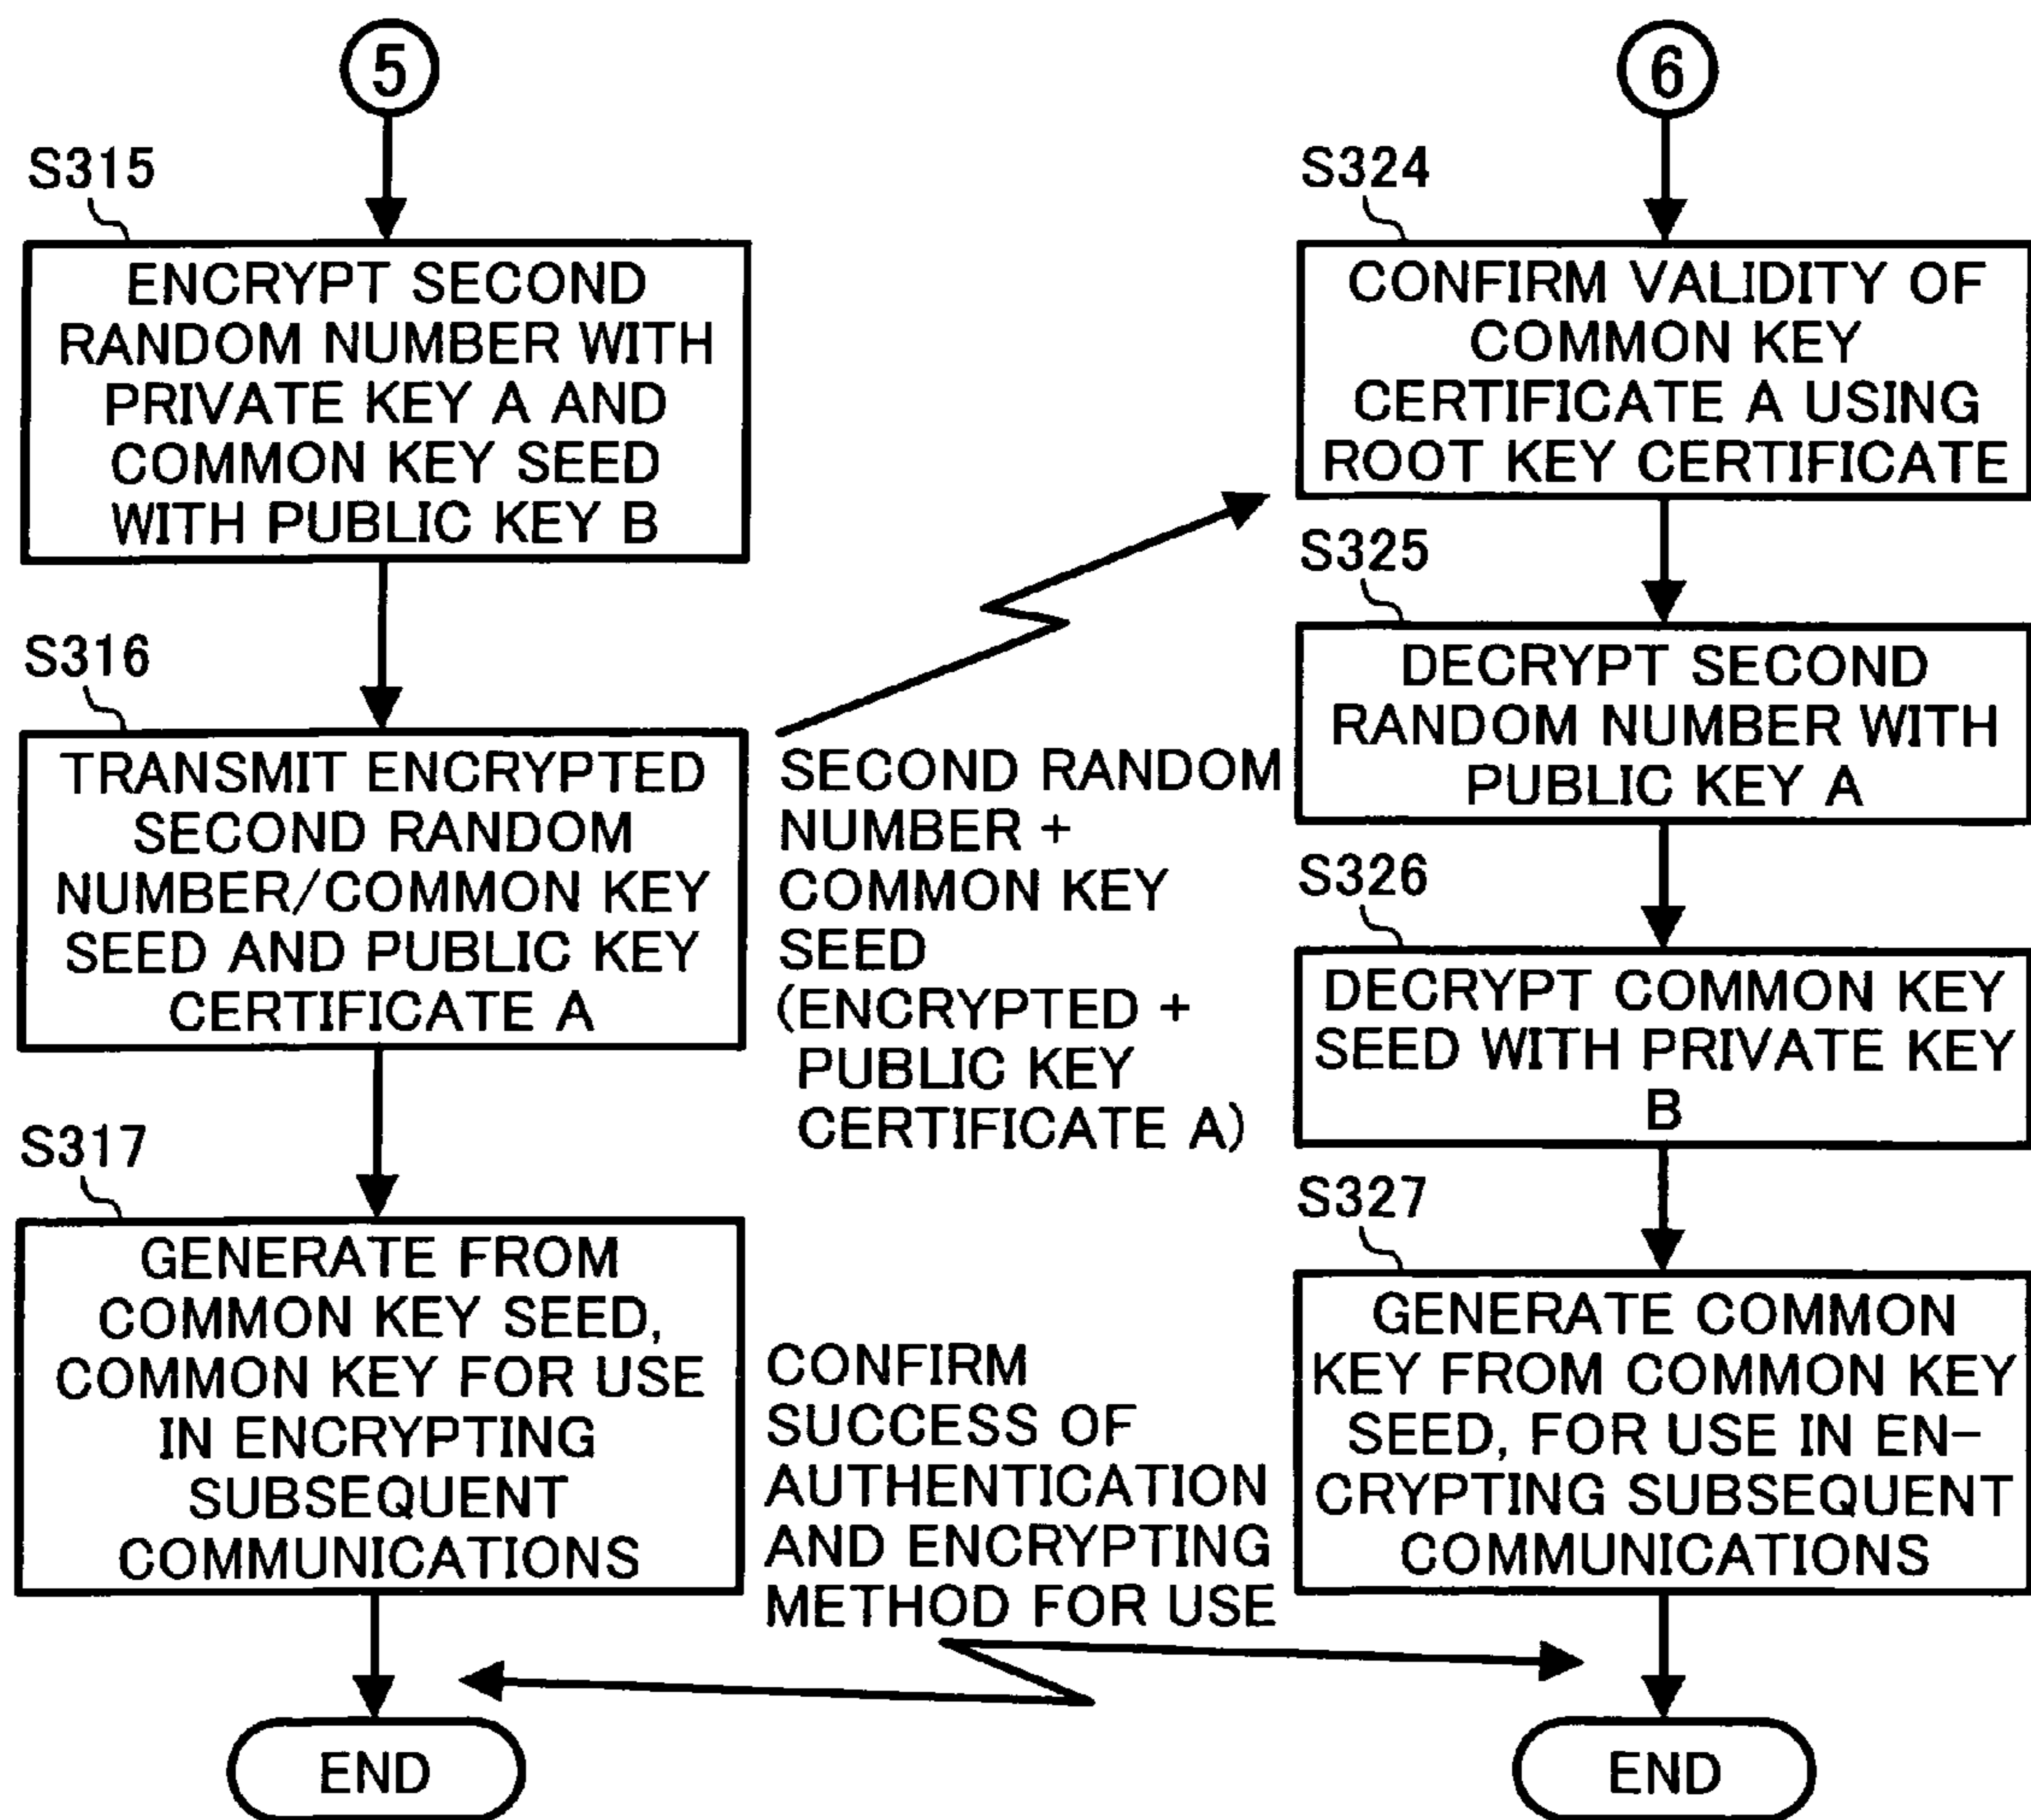 5
S315
ENCRYPT SECOND
RANDOM NUMBER WITH
PRIVATE KEY A AND
COMMON KEY SEED
WITH PUBLIC KEY B
S316
TRANSMIT ENCRYPTED
SECOND RANDOM
NUMBER/COMMON KEY
SEED AND PUBLIC KEY
CERTIFICATE A
S317
GENERATE FROM
COMMON KEY SEED,
COMMON KEY FOR USE
IN ENCRYPTING
SUBSEQUENT
COMMUNICATIONS
END
SECOND RANDOM
NUMBER +
COMMON KEY
SEED
(ENCRYPTED +
PUBLIC KEY
CERTIFICATE A)
CONFIRM
SUCCESS OF
AUTHENTICATION
AND ENCRYPTING
METHOD FOR USE
6
S324
CONFIRM VALIDITY OF
COMMON KEY
CERTIFICATE A USING
ROOT KEY CERTIFICATE
S325
DECRYPT SECOND
RANDOM NUMBER WITH
PUBLIC KEY A
S326
DECRYPT COMMON KEY
SEED WITH PRIVATE KEY
B
S327
GENERATE COMMON
KEY FROM COMMON KEY
SEED, FOR USE IN EN-
CRYPTING SUBSEQUENT
COMMUNICATIONS
END